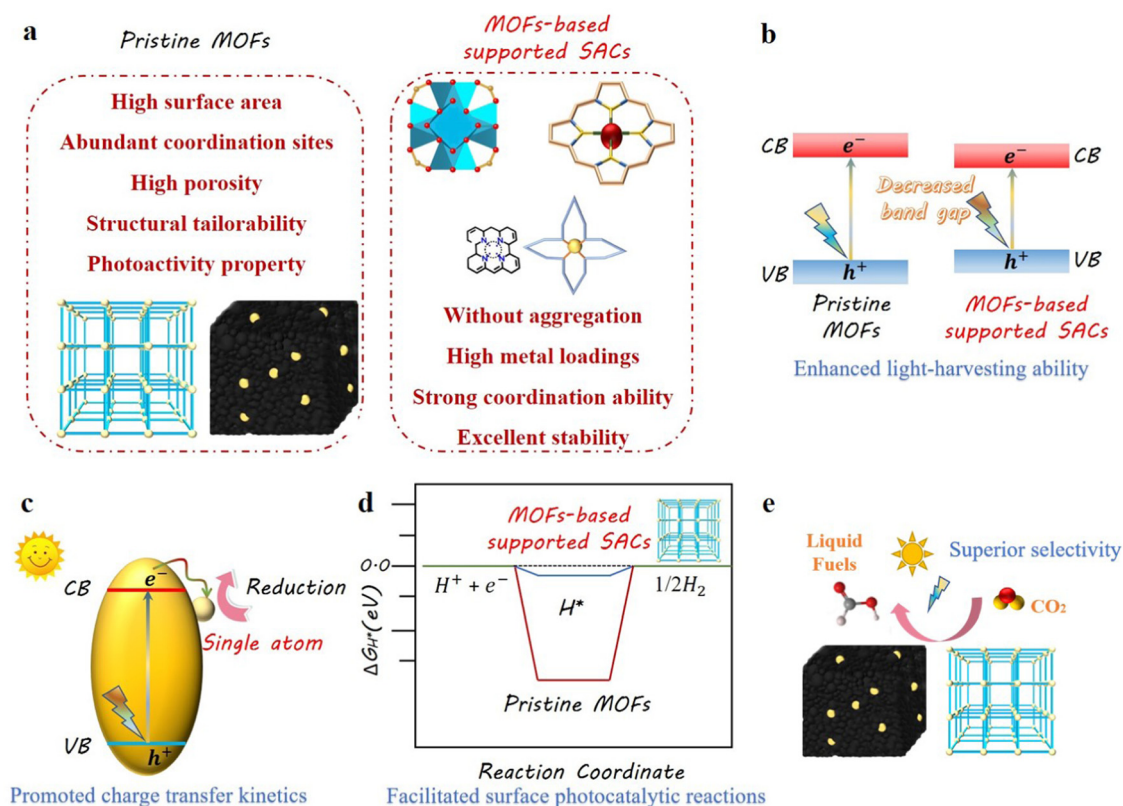 a
Pristine MOFs
High surface area
Abundant coordination sites
High porosity
Structural tailorability
Photoactivity property
MOFs-based
supported SACs
N N
N N
Without aggregation
High metal loadings
Strong coordination ability
Excellent stability
b
CB
e⁻
e⁻
CB
Decreased
band gap
VB
h⁺
h⁺
VB
Pristine
MOFs
MOFs-based
supported SACs
Enhanced light-harvesting ability
c
CB
e⁻
Reduction
Single atom
VB
h⁺
Promoted charge transfer kinetics
d
MOFs-based
supported SACs
0.0
H⁺ + e⁻
1/2H₂
H*
ΔG_H*(eV)
Pristine MOFs
Reaction Coordinate
Facilitated surface photocatalytic reactions
e
Liquid
Fuels
Superior selectivity
CO₂